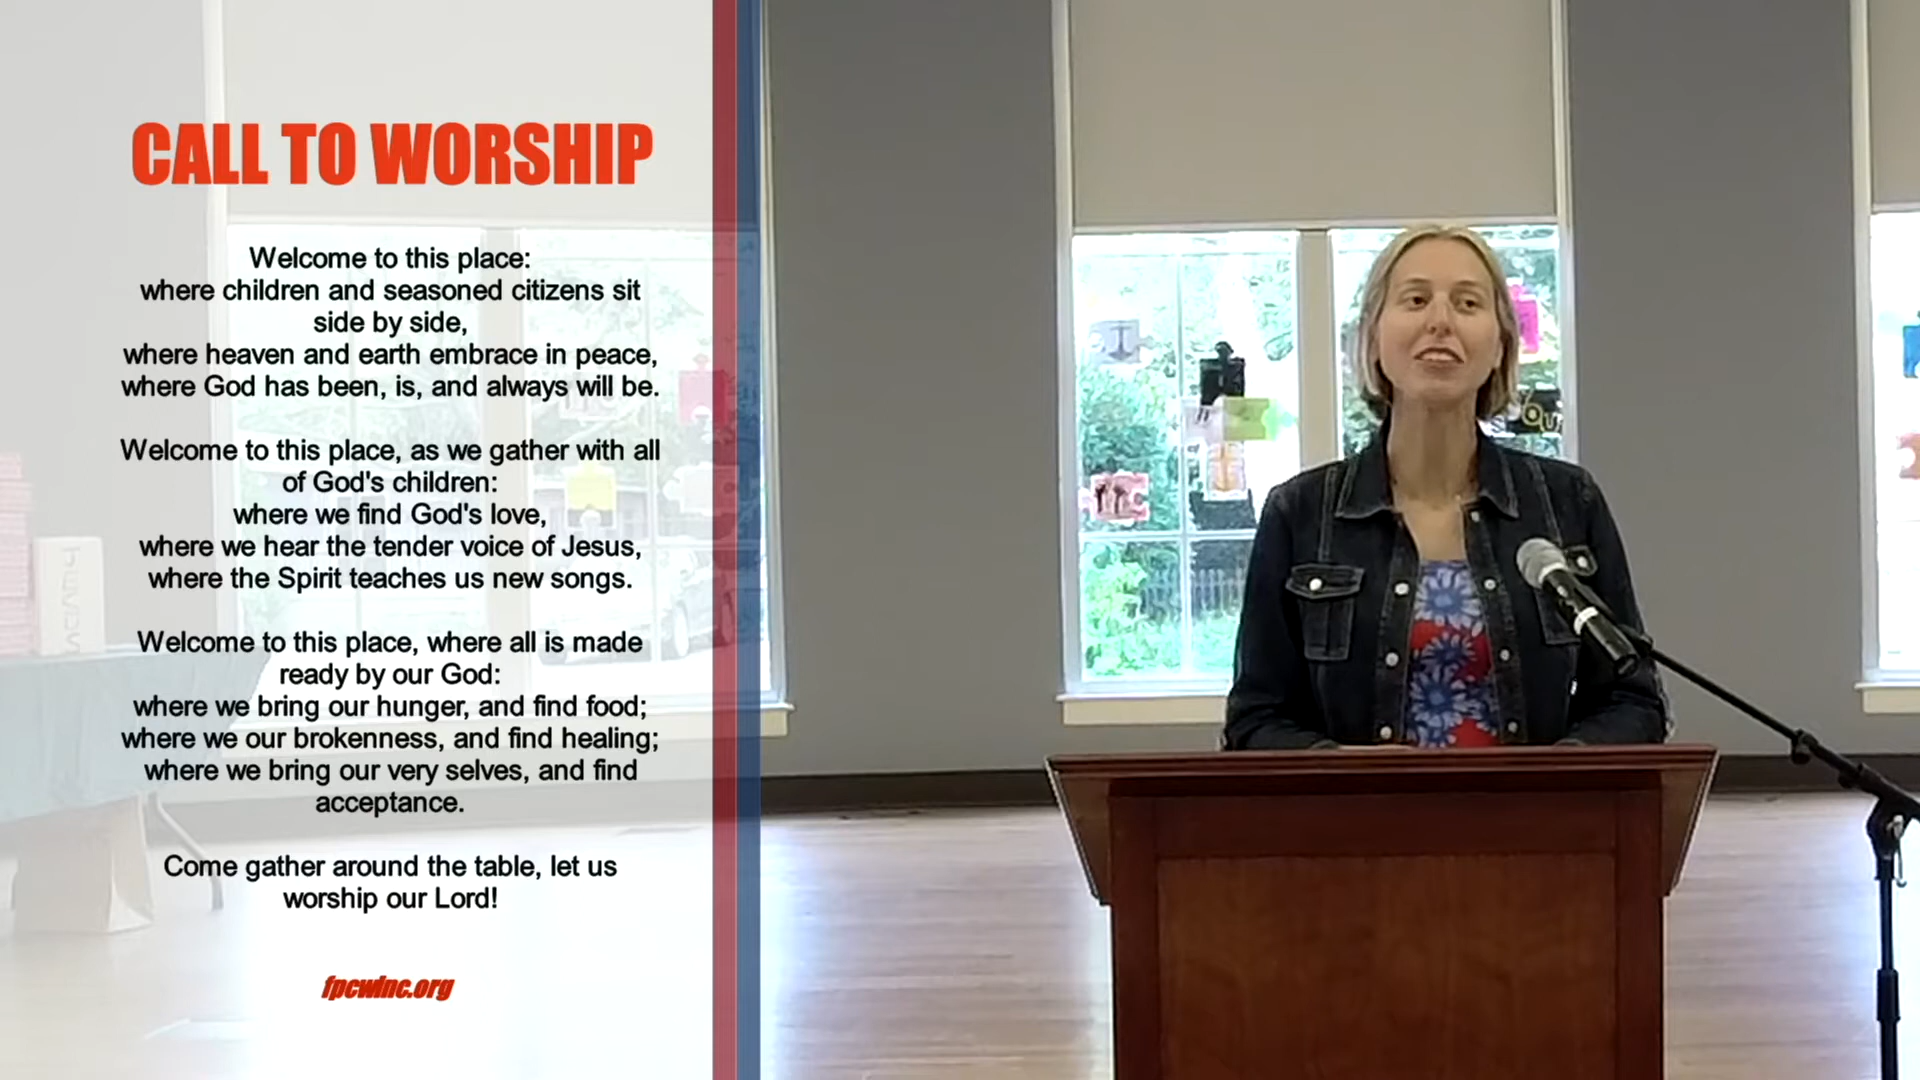 CALL TO WORSHIP
Welcome to this place:
where children and seasoned citizens sit
side by side,
where heaven and earth embrace in peace,
where God has been, is, and always will be.
Welcome to this place, as we gather with all
of God's children:
where we find God's love,
where we hear the tender voice of Jesus,
where the Spirit teaches us new songs.
Welcome to this place, where all is made
ready by our God:
where we bring our hunger, and find food;
where we our brokenness, and find healing;
where we bring our very selves, and find
acceptance.
Come gather around the table, let us
worship our Lord!
fpcwinc.org